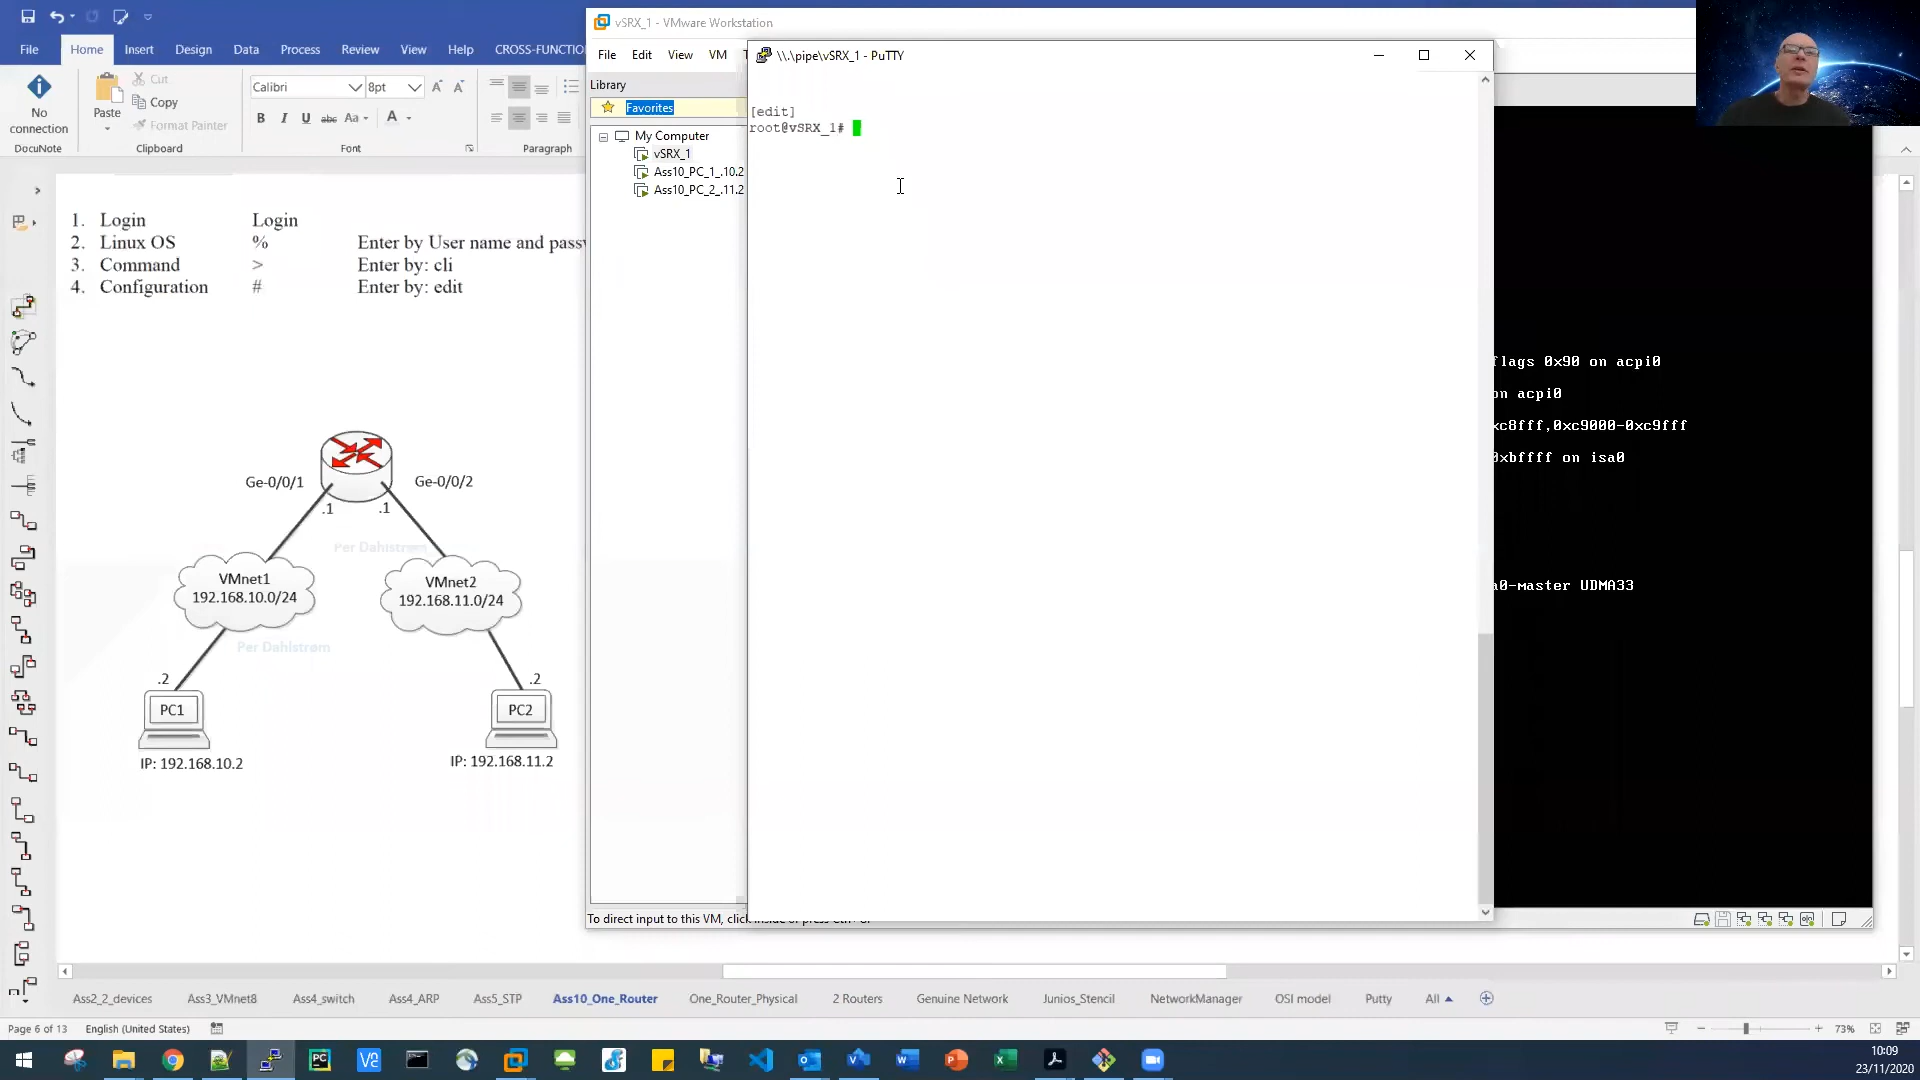 File Home Insert Design Data Process Review View Help CROSS-FUNCTIO
vSRX_1 - VMware Workstation
File Edit View VM T
\\.\pipe\vSRX_1 - PuTTY
No connection
DocuNote
Paste
Cut
Copy
Format Painter
Clipboard
Calibri 8pt
B I U abc Aa A
Font
Paragraph
Library
Favorites
My Computer
vSRX_1
Ass10_PC_1_.10.2
Ass10_PC_2_.11.2
[edit]
root@vSRX_1#
1. Login Login
2. Linux OS % Enter by User name and passw
3. Command > Enter by: cli
4. Configuration # Enter by: edit
flags 0x90 on acpi0
on acpi0
xc8fff,0xc9000-0xc9fff
0xbffff on isa0
a0-master UDMA33
Ge-0/0/1 Ge-0/0/2
.1 .1
Per Dahlstrøm
VMnet1
192.168.10.0/24
VMnet2
192.168.11.0/24
Per Dahlstrøm
.2 .2
PC1 PC2
IP: 192.168.10.2 IP: 192.168.11.2
To direct input to this VM, click inside or press Ctrl+G.
Ass2_2_devices Ass3_VMnet8 Ass4_switch Ass4_ARP Ass5_STP Ass10_One_Router One_Router_Physical 2 Routers Genuine Network Junios_Stencil NetworkManager OSI model Putty All
Page 6 of 13 English (United States) 73%
10:09
23/11/2020